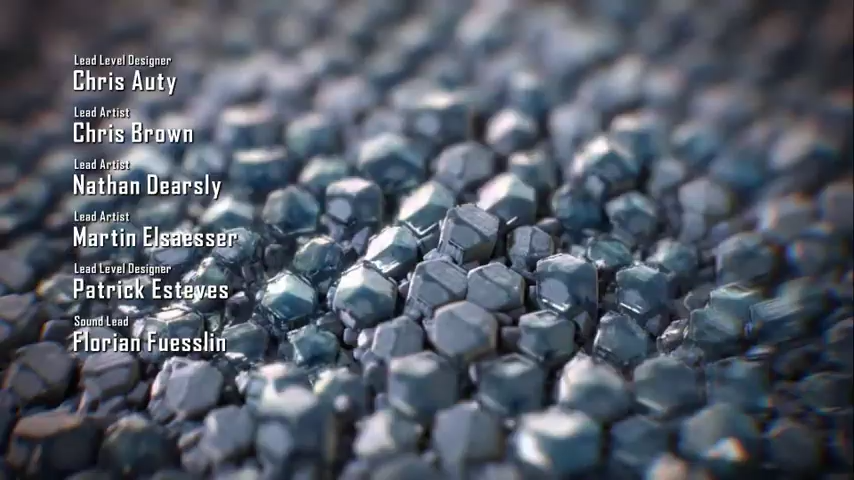 Lead Level Designer
Chris Auty
Lead Artist
Chris Brown
Lead Artist
Nathan Dearsly
Lead Artist
Martin Elsaesser
Lead Level Designer
Patrick Esteves
Sound Lead
Florian Fuesslin